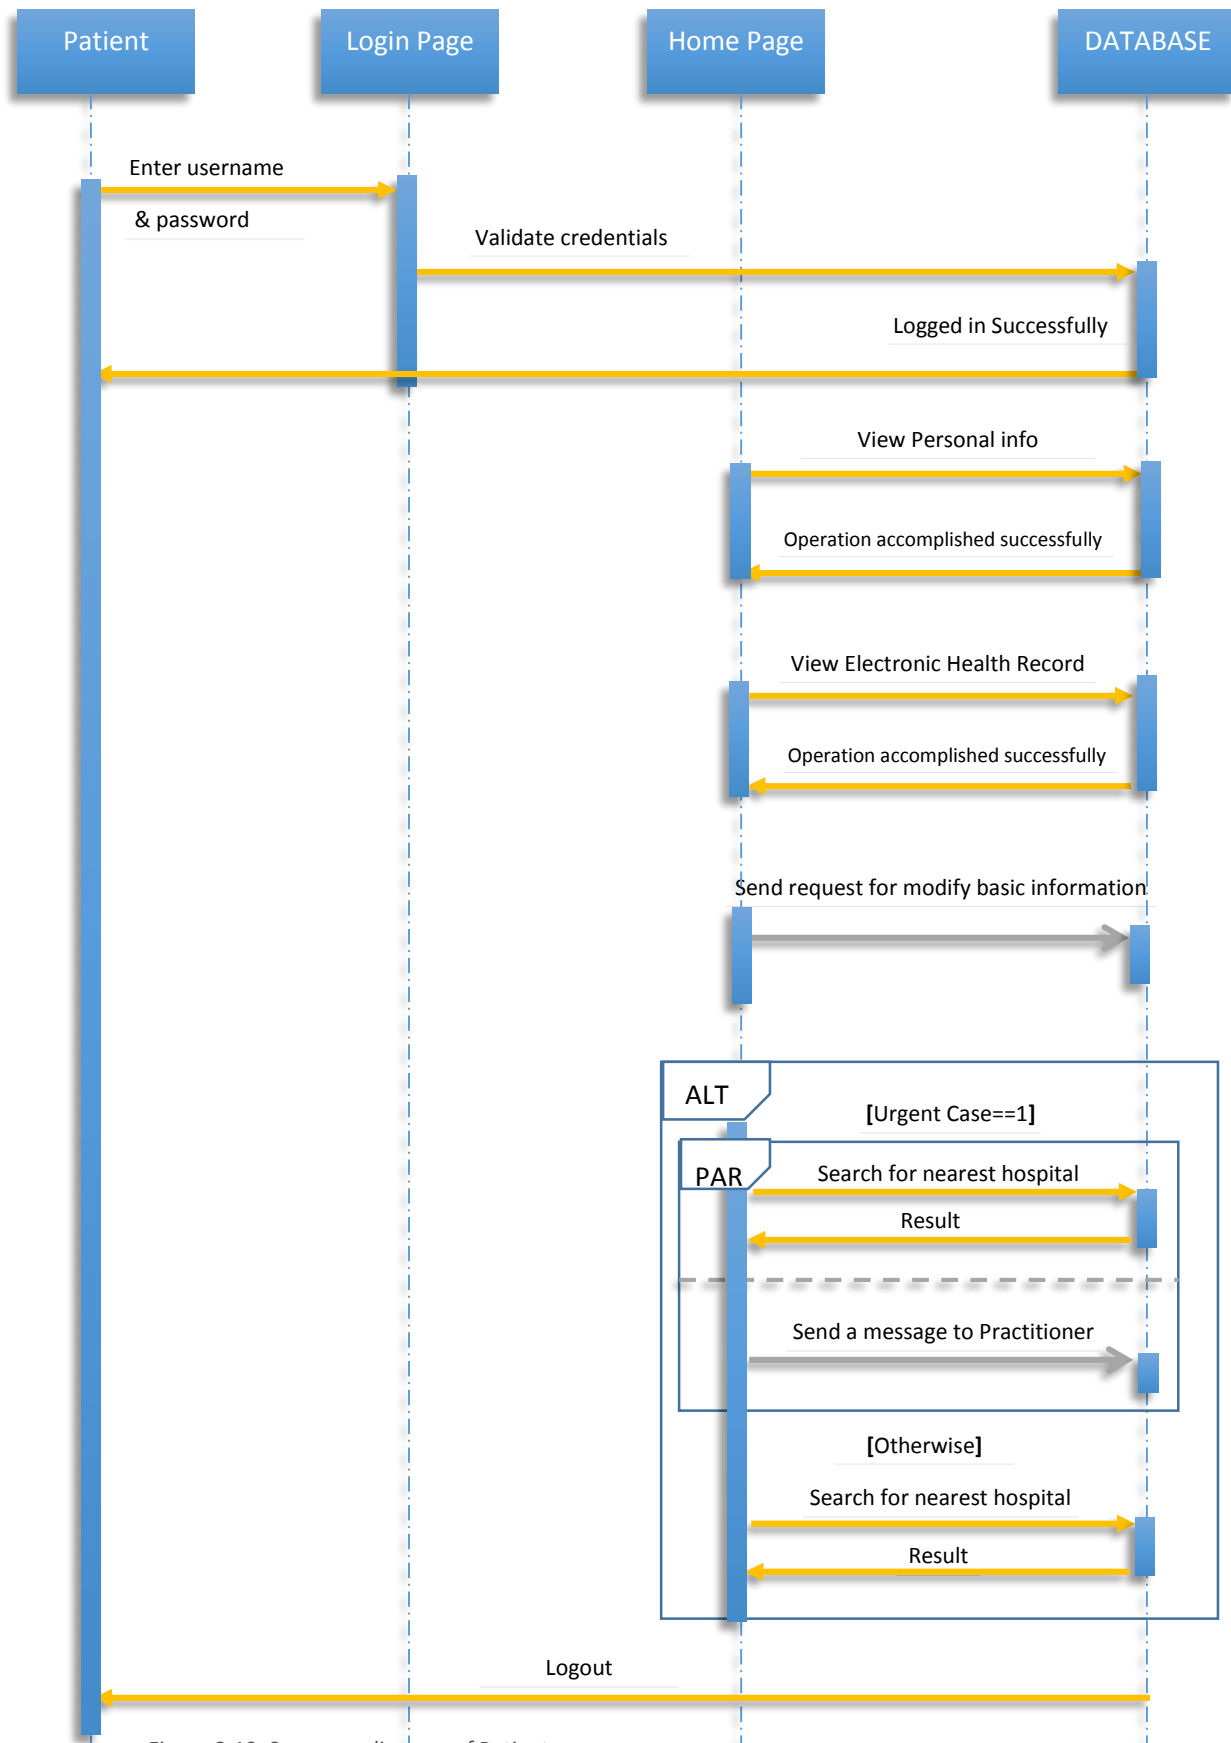 Patient
Login Page
Home Page
DATABASE
Enter username
& password
Validate credentials
Logged in Successfully
View Personal info
Operation accomplished successfully
View Electronic Health Record
Operation accomplished successfully
Send request for modify basic information
ALT
[Urgent Case==1]
PAR
Search for nearest hospital
Result
Send a message to Practitioner
[Otherwise]
Search for nearest hospital
Result
Logout